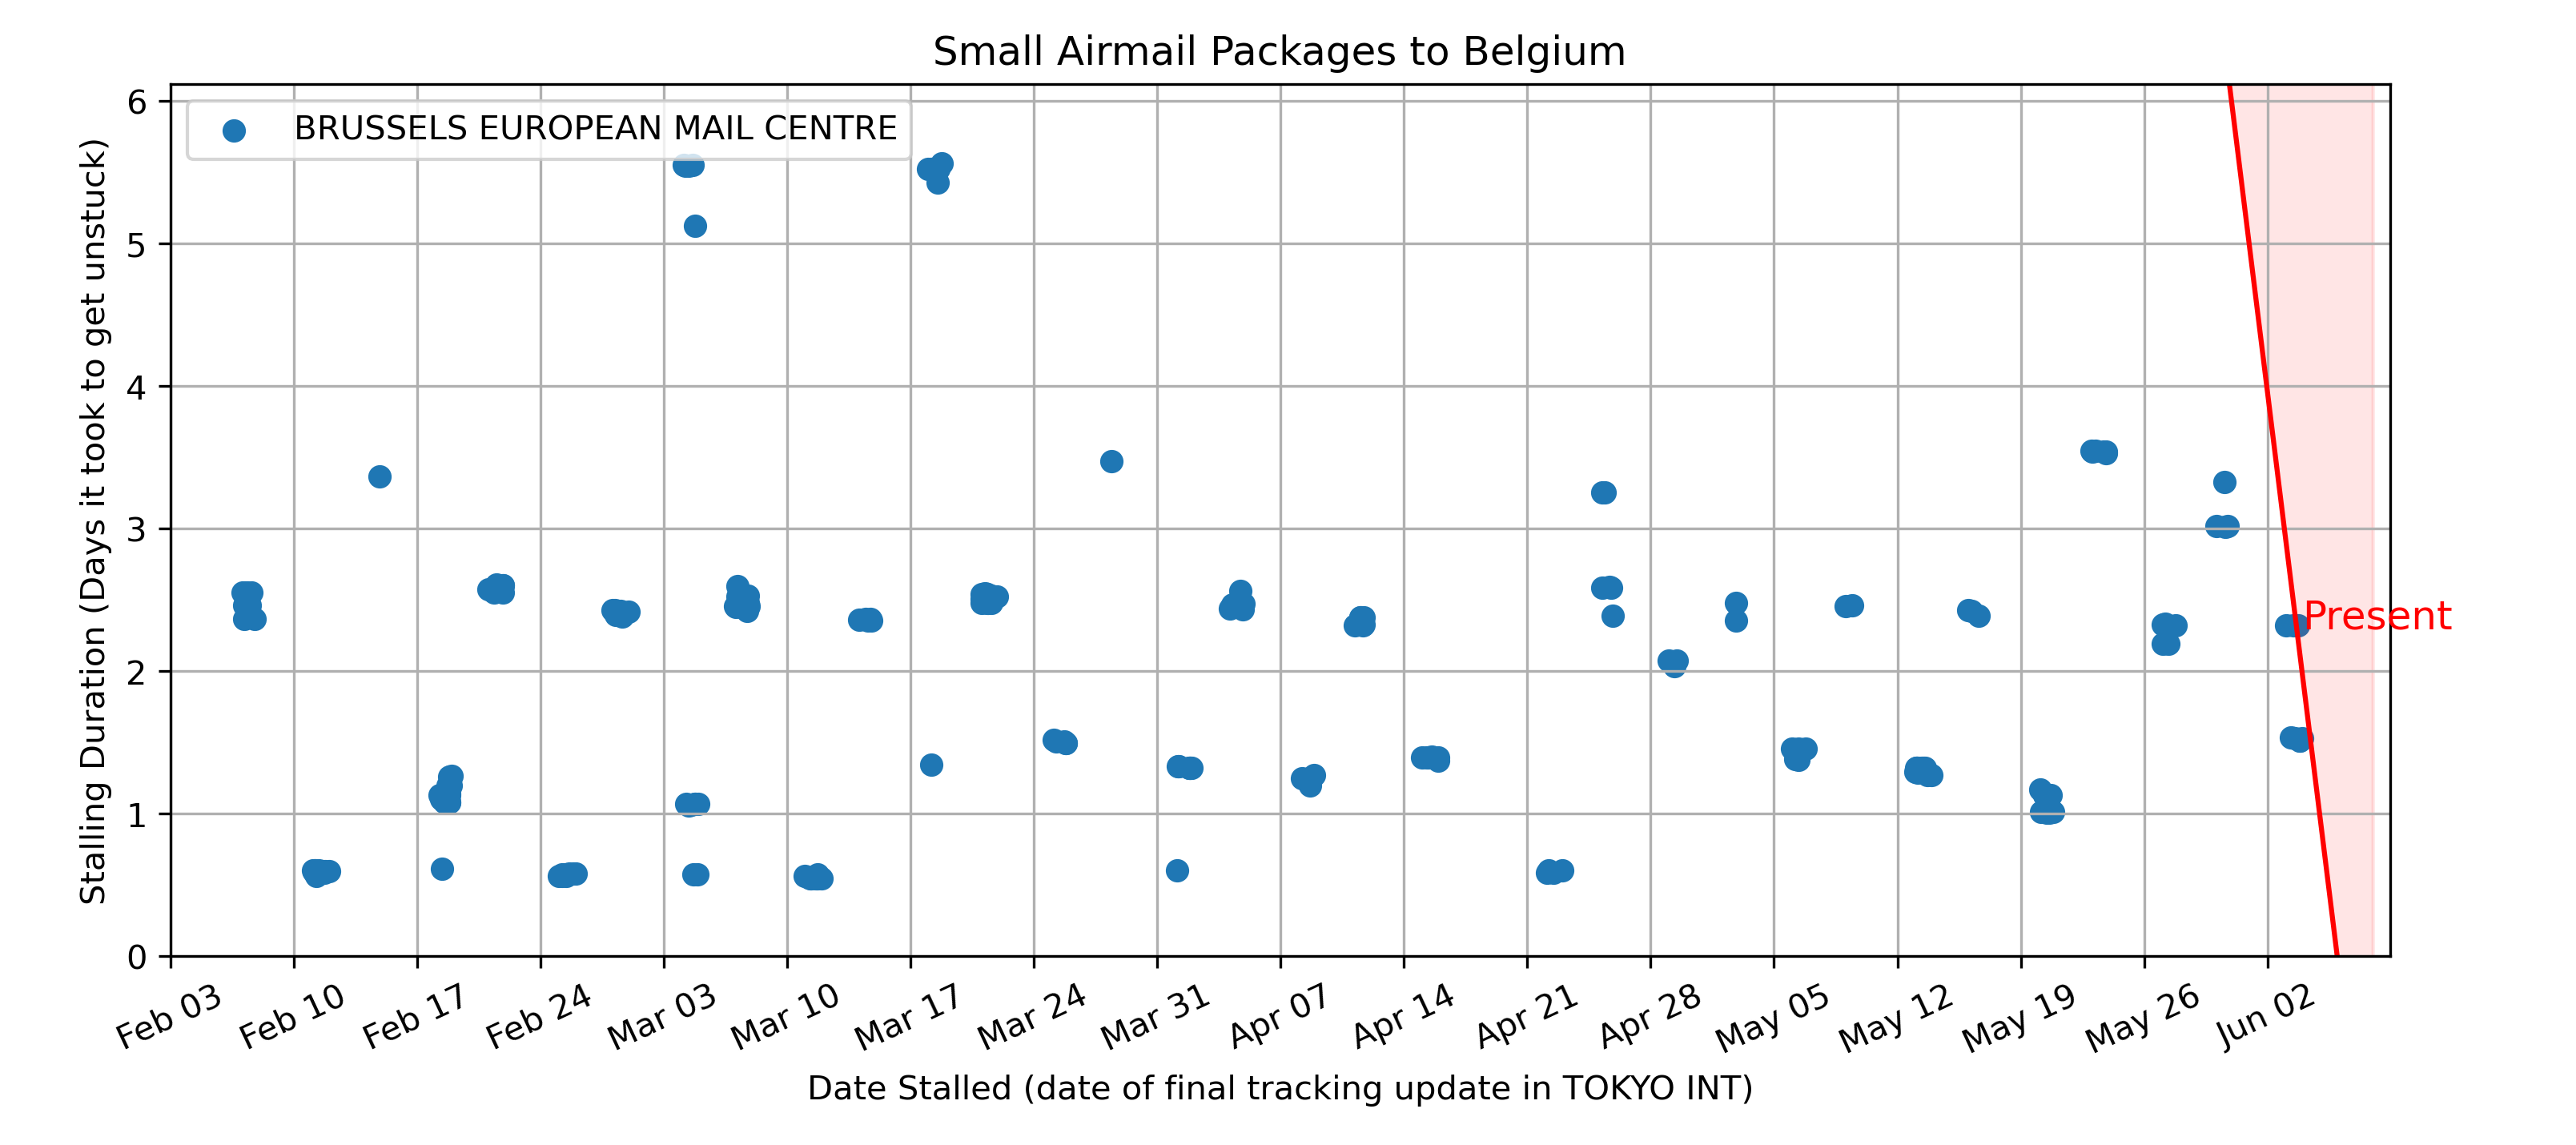 Small Airmail Packages to Belgium
BRUSSELS EUROPEAN MAIL CENTRE
Stalling Duration (Days it took to get unstuck)
6
5
4
3
2
1
0
Present
Feb 03
Feb 10
Feb 17
Feb 24
Mar 03
Mar 10
Mar 17
Mar 24
Mar 31
Apr 07
Apr 14
Apr 21
Apr 28
May 05
May 12
May 19
May 26
Jun 02
Date Stalled (date of final tracking update in TOKYO INT)